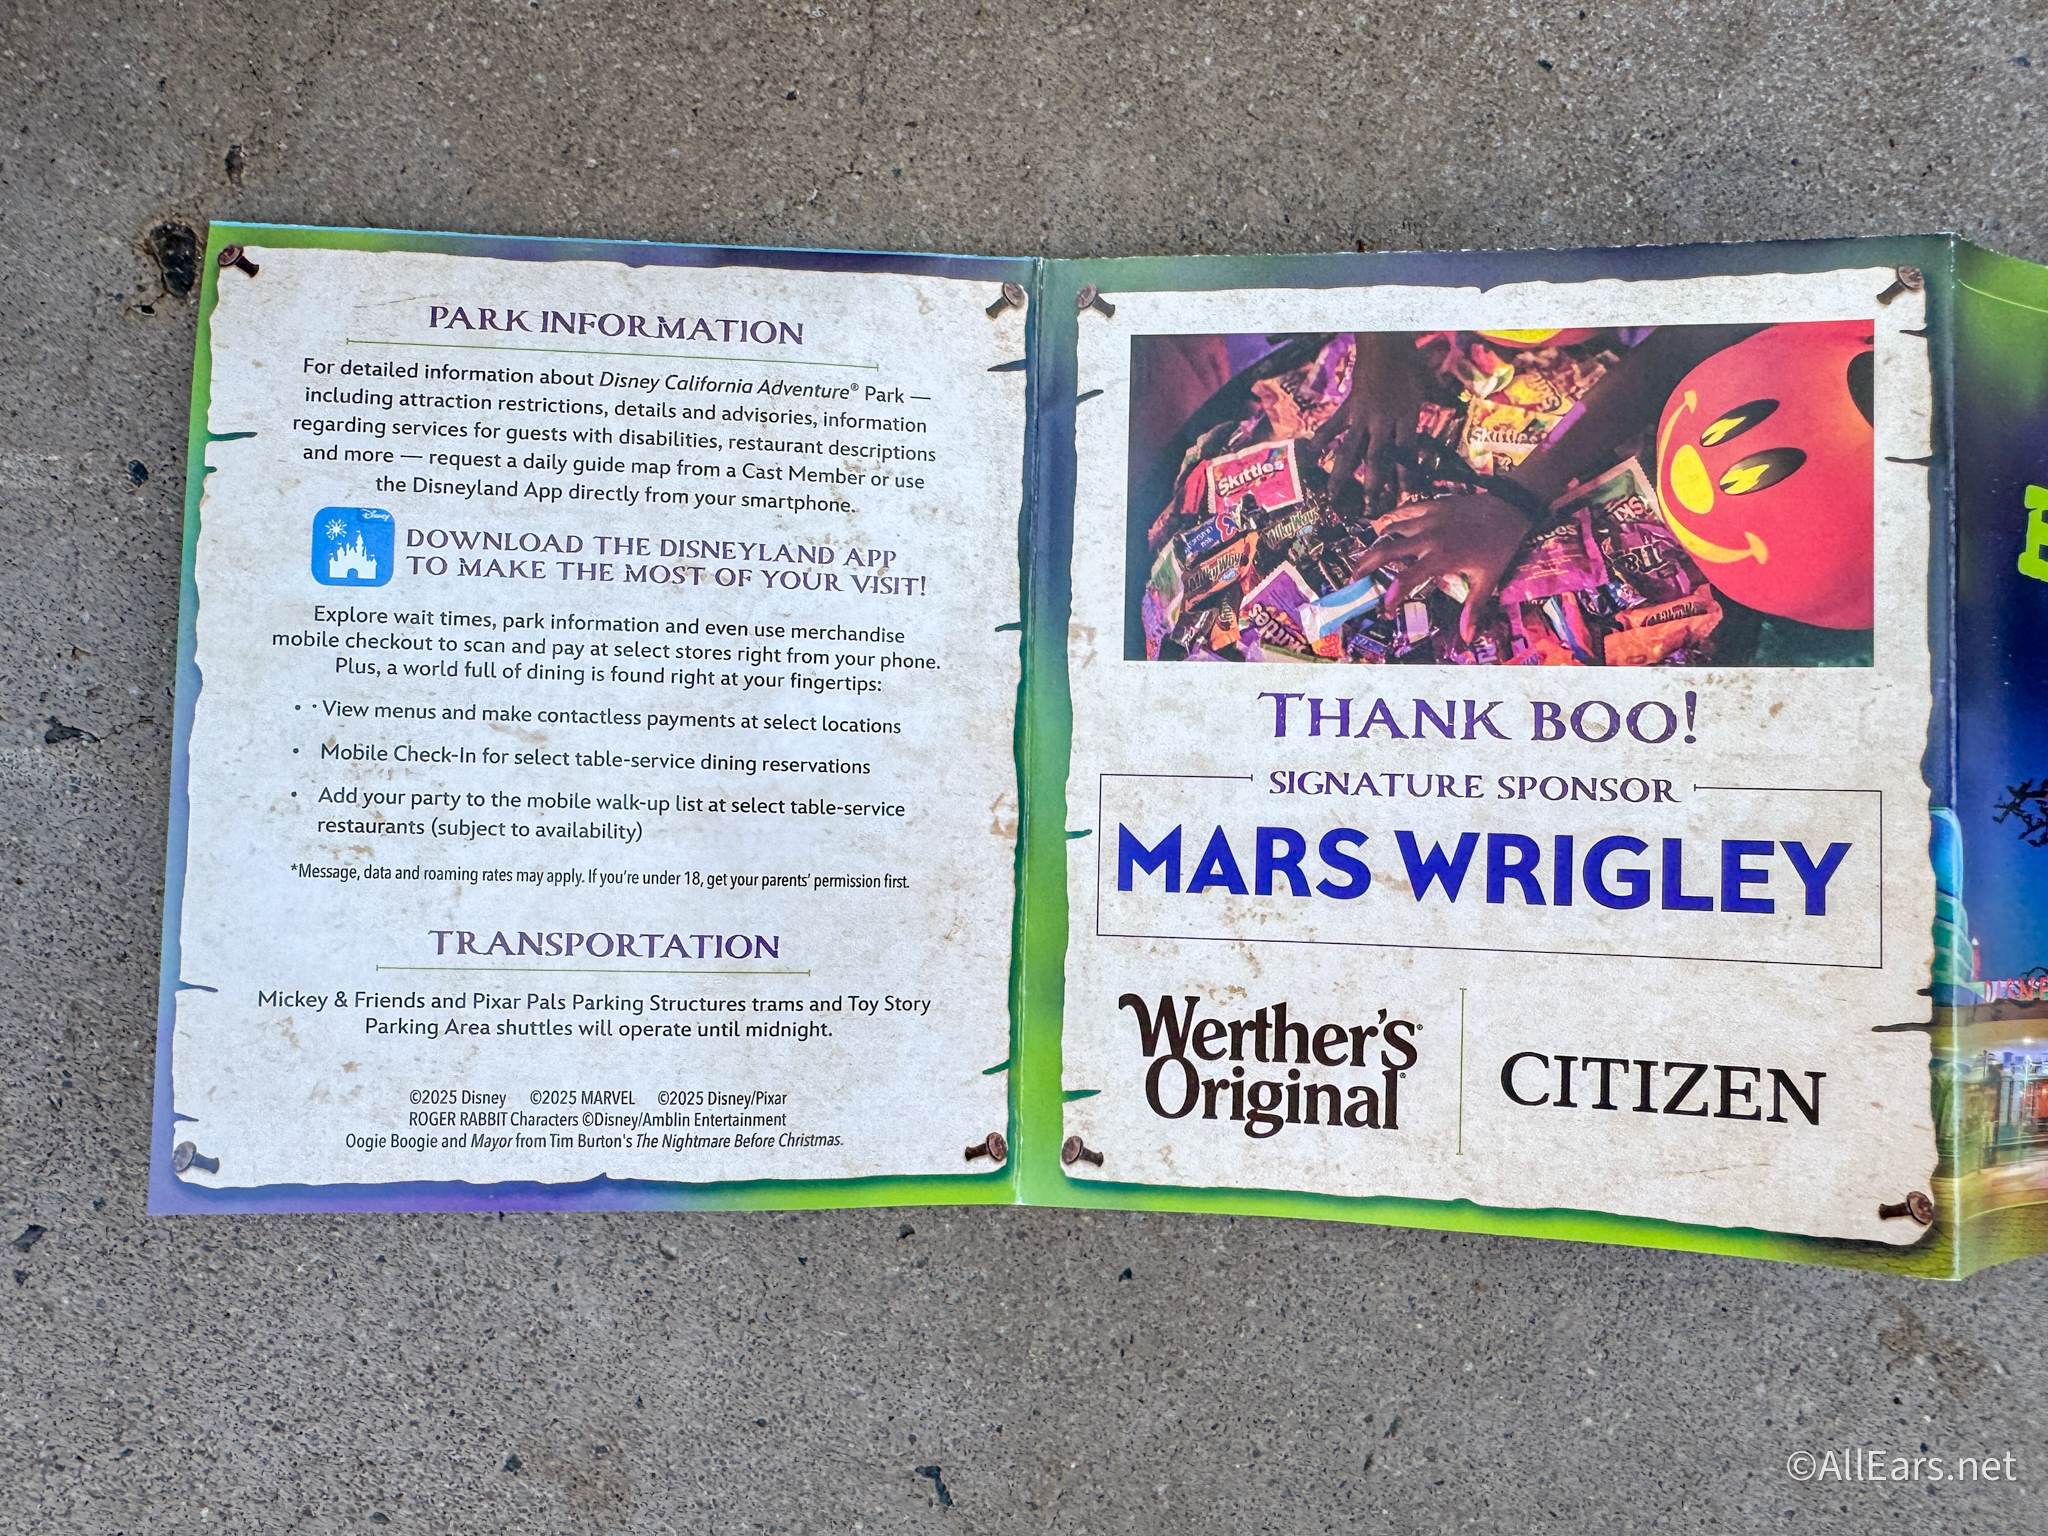 PARK INFORMATION
For detailed information about Disney California Adventure® Park —
including attraction restrictions, details and advisories, information
regarding services for guests with disabilities, restaurant descriptions
and more — request a daily guide map from a Cast Member or use
the Disneyland App directly from your smartphone.
Disney
DOWNLOAD THE DISNEYLAND APP
TO MAKE THE MOST OF YOUR VISIT!
Explore wait times, park information and even use merchandise
mobile checkout to scan and pay at select stores right from your phone.
Plus, a world full of dining is found right at your fingertips:
• View menus and make contactless payments at select locations
• Mobile Check-In for select table-service dining reservations
• Add your party to the mobile walk-up list at select table-service
restaurants (subject to availability)
*Message, data and roaming rates may apply. If you're under 18, get your parents' permission first.
TRANSPORTATION
Mickey & Friends and Pixar Pals Parking Structures trams and Toy Story
Parking Area shuttles will operate until midnight.
©2025 Disney ©2025 MARVEL ©2025 Disney/Pixar
ROGER RABBIT Characters ©Disney/Amblin Entertainment
Oogie Boogie and Mayor from Tim Burton's The Nightmare Before Christmas.
Skittles
Skittles
MilkyWay
MilkyWay
Skittles
MilkyWay
THANK BOO!
SIGNATURE SPONSOR
MARS WRIGLEY
Werther's
Original
CITIZEN
©AllEars.net